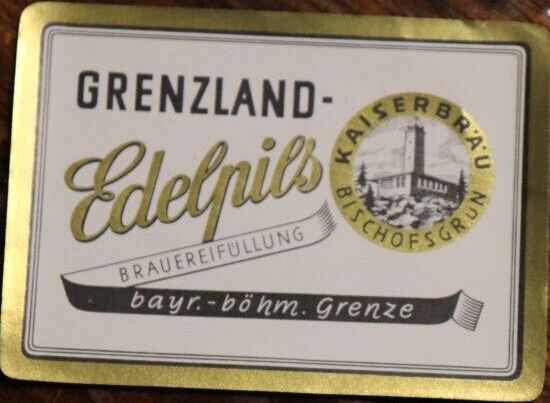 GRENZLAND-
Edelpils
BRAUEREIFÜLLUNG
bayr.-böhm. Grenze
KAISERBRÄU
BISCHOFSGRÜN